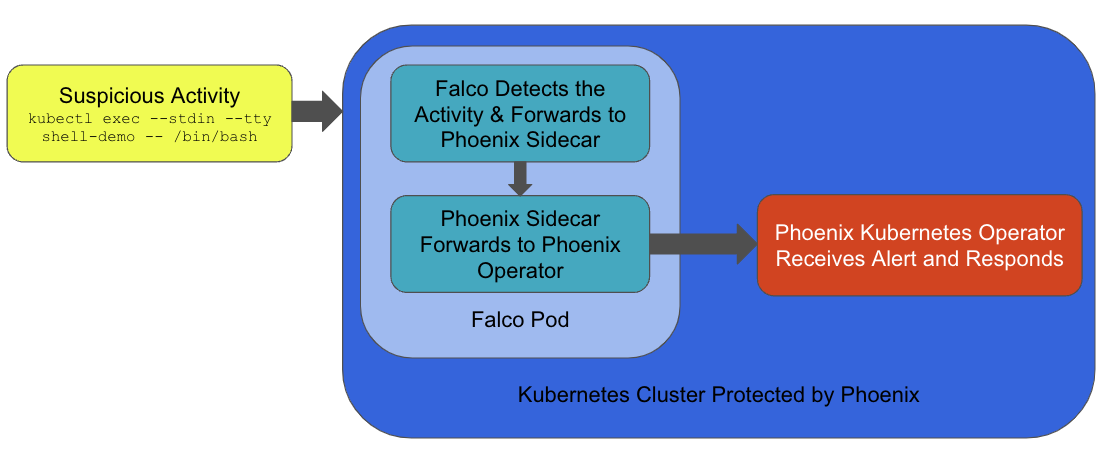 Suspicious Activity
kubectl exec --stdin --tty
shell-demo -- /bin/bash
Falco Detects the
Activity & Forwards to
Phoenix Sidecar
Phoenix Sidecar
Forwards to Phoenix
Operator
Falco Pod
Phoenix Kubernetes Operator
Receives Alert and Responds
Kubernetes Cluster Protected by Phoenix